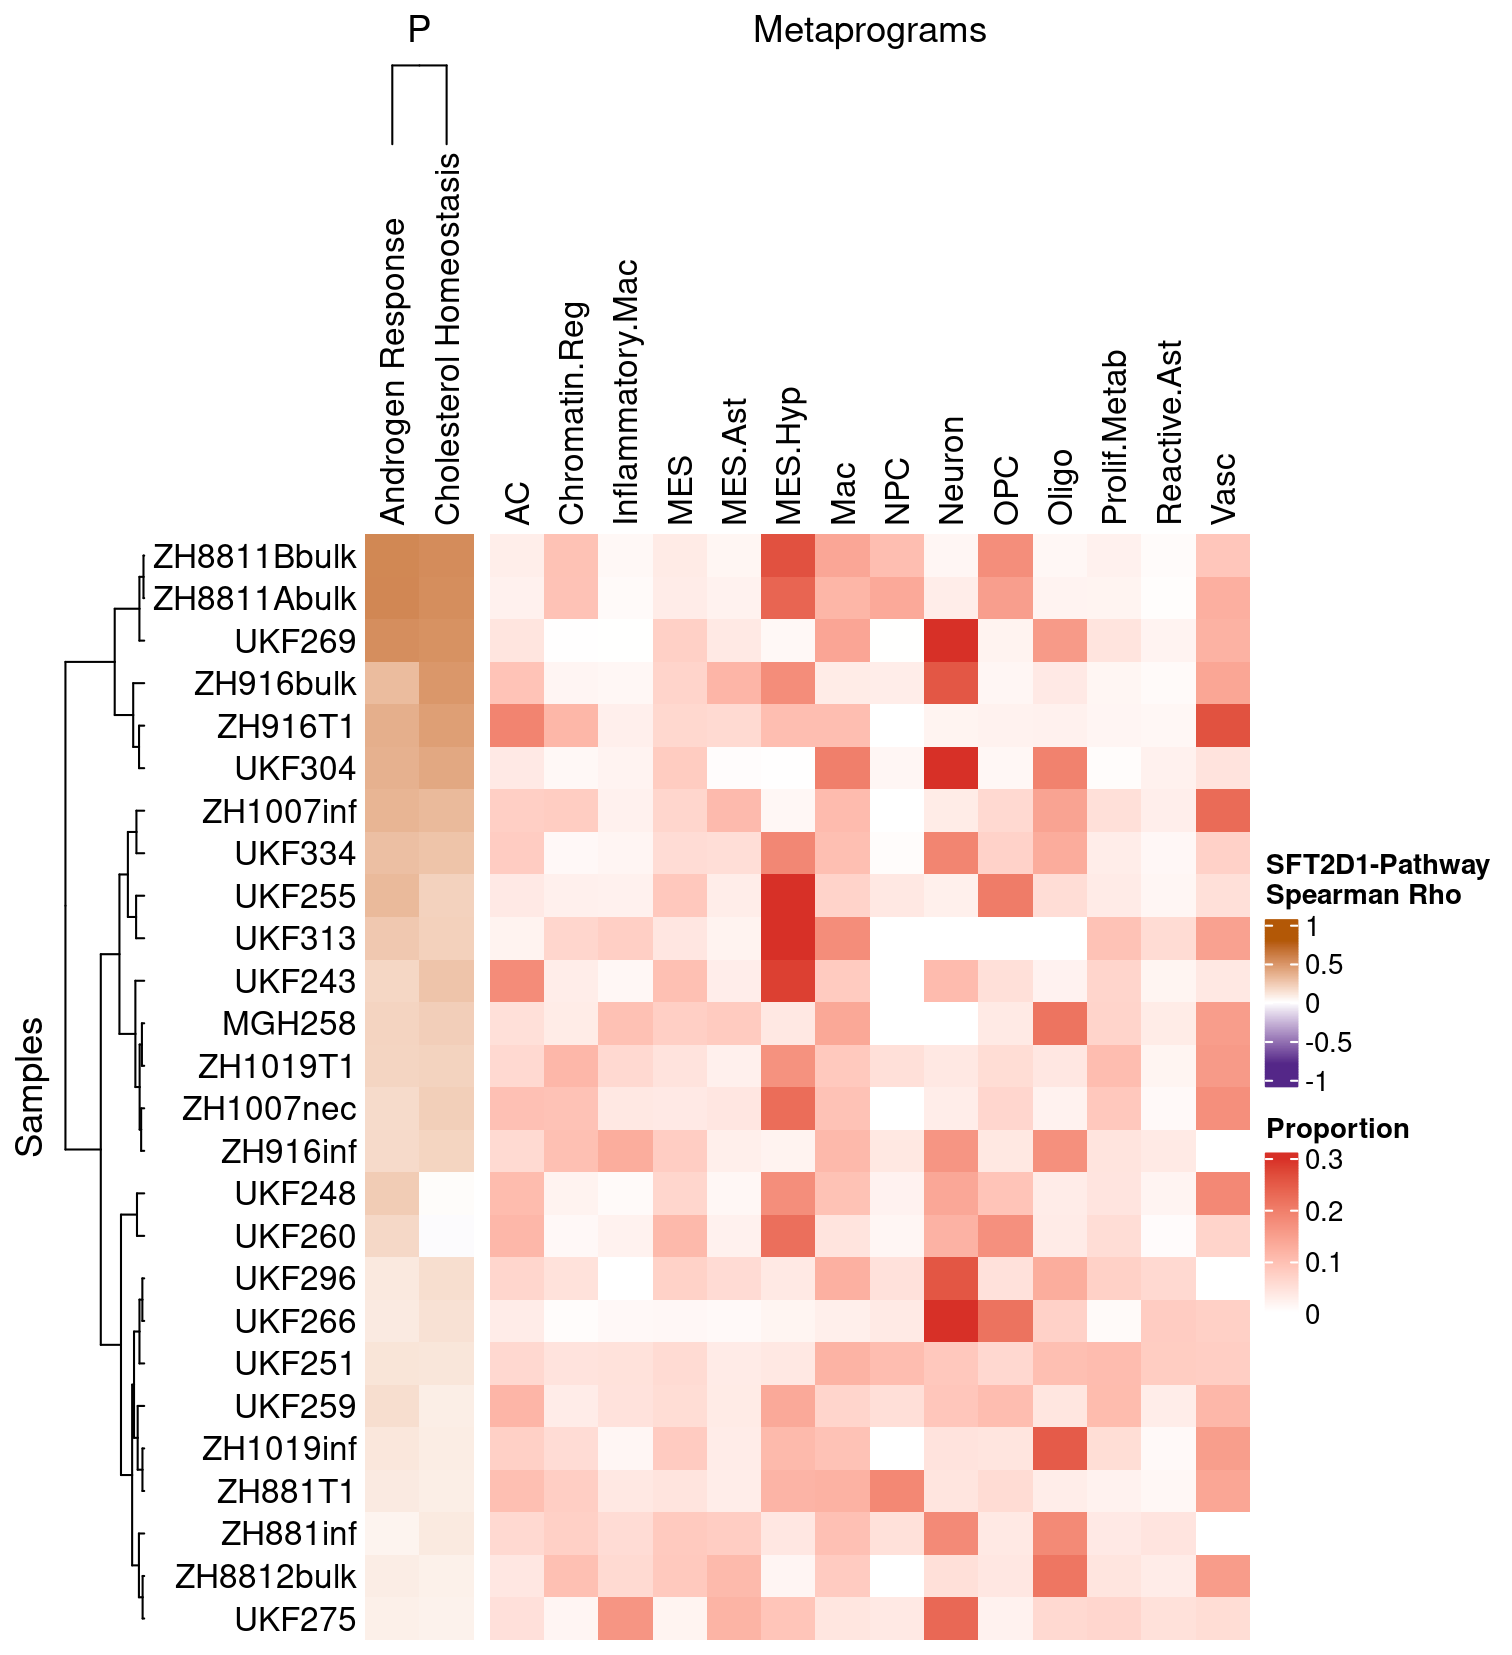 P
Metaprograms
Androgen Response
Cholesterol Homeostasis
AC
Chromatin.Reg
Inflammatory.Mac
MES
MES.Ast
MES.Hyp
Mac
NPC
Neuron
OPC
Oligo
Prolif.Metab
Reactive.Ast
Vasc
Samples
ZH8811Bbulk
ZH8811Abulk
UKF269
ZH916bulk
ZH916T1
UKF304
ZH1007inf
UKF334
UKF255
UKF313
UKF243
MGH258
ZH1019T1
ZH1007nec
ZH916inf
UKF248
UKF260
UKF296
UKF266
UKF251
UKF259
ZH1019inf
ZH881T1
ZH881inf
ZH8812bulk
UKF275
SFT2D1-Pathway
Spearman Rho
1
0.5
0
-0.5
-1
Proportion
0.3
0.2
0.1
0